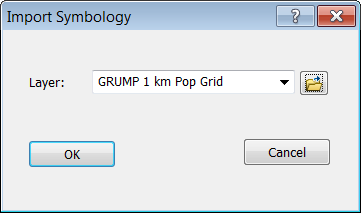 Import Symbology
?
Layer: GRUMP 1 km Pop Grid
OK Cancel